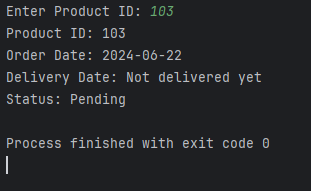 Enter Product ID: 103
Product ID: 103
Order Date: 2024-06-22
Delivery Date: Not delivered yet
Status: Pending
Process finished with exit code 0